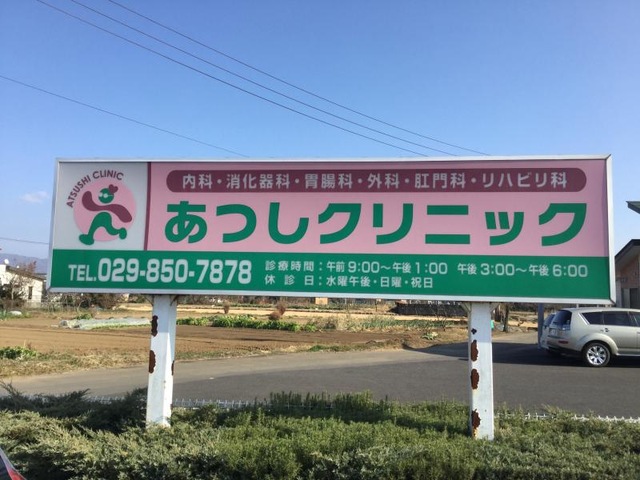 ATSUSHI CLINIC
内科・消化器科・胃腸科・外科・肛門科・リハビリ科
あつしクリニック
TEL.029-850-7878
診療時間：午前9:00～午後1:00 午後3:00～午後6:00
休診日：水曜午後・日曜・祝日